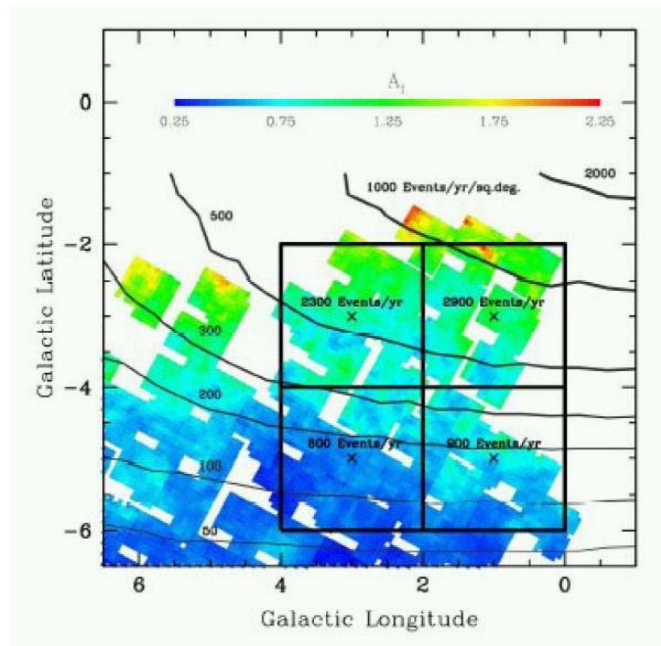 A_J
0.25 0.75 1.25 1.75 2.25
0
2000
1000 Events/yr/sq.deg.
500
-2
2300 Events/yr 2900 Events/yr
300
-4
200
800 Events/yr 900 Events/yr
100
50
-6
6 4 2 0
Galactic Longitude
Galactic Latitude